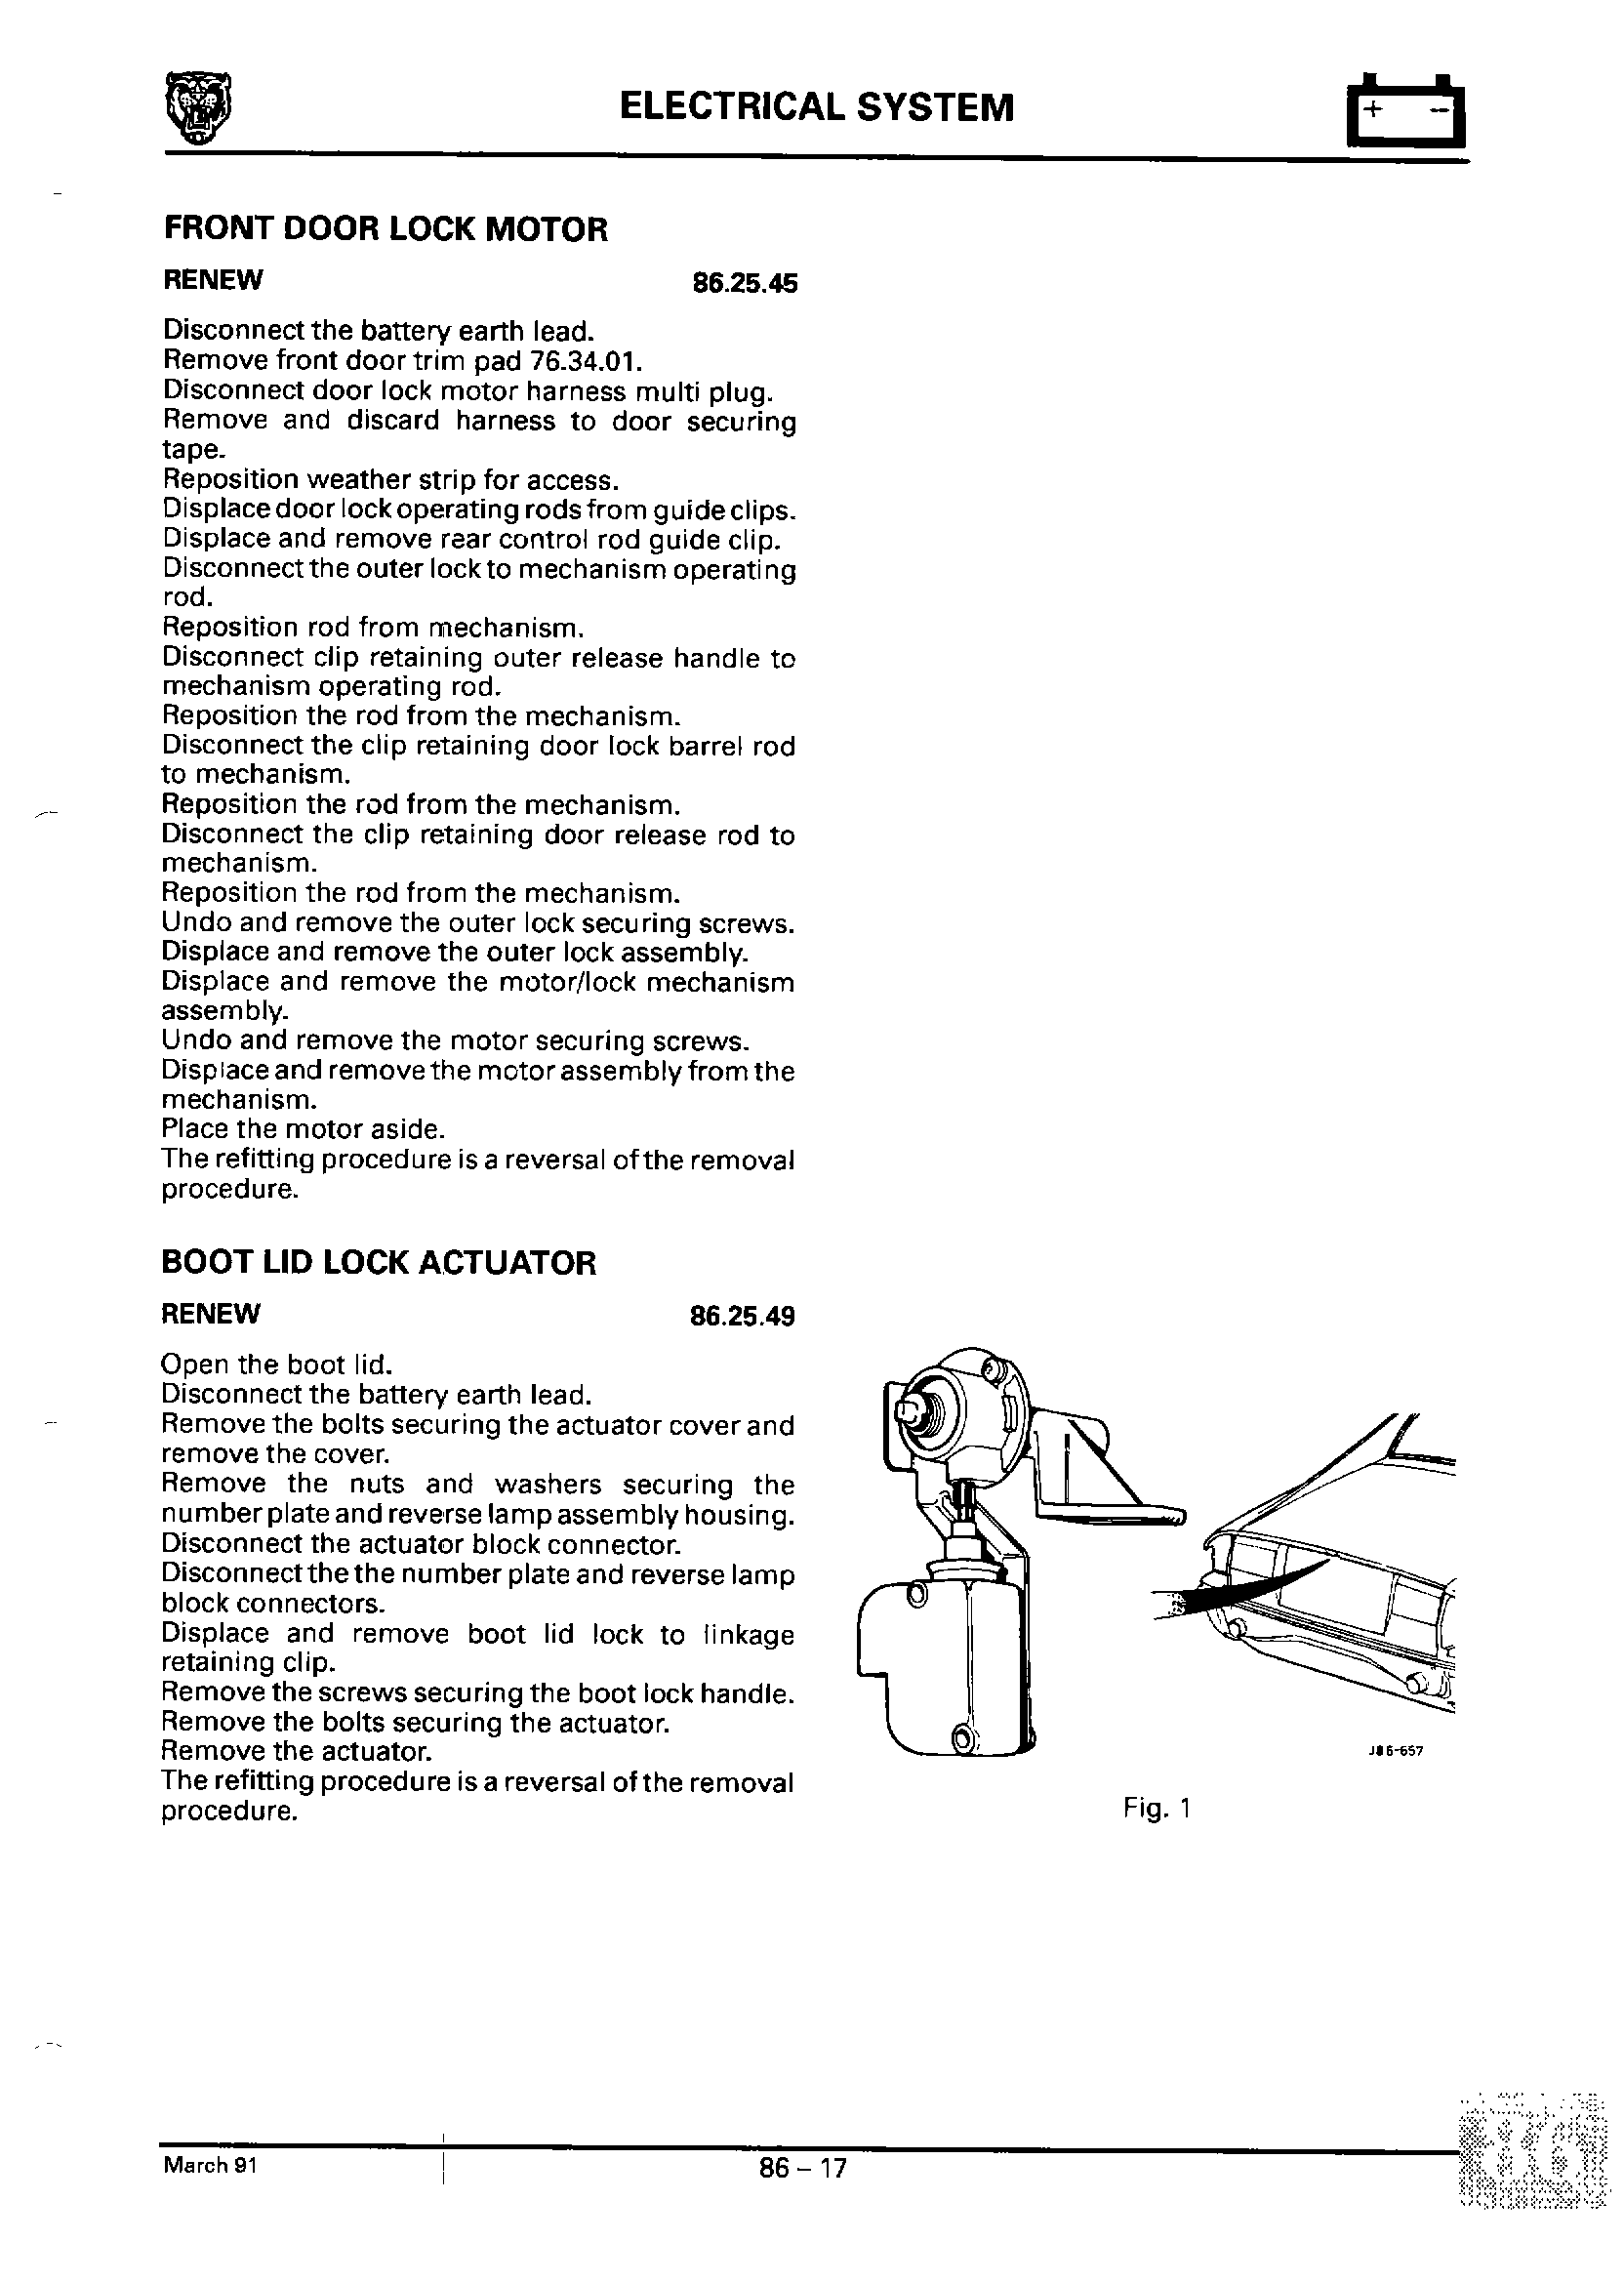 ELECTRICAL SYSTEM
+ –
FRONT DOOR LOCK MOTOR
RENEW 86.25.45
Disconnect the battery earth lead.
Remove front door trim pad 76.34.01.
Disconnect door lock motor harness multi plug.
Remove and discard harness to door securing
tape.
Reposition weather strip for access.
Displace door lock operating rods from guide clips.
Displace and remove rear control rod guide clip.
Disconnect the outer lock to mechanism operating
rod.
Reposition rod from mechanism.
Disconnect clip retaining outer release handle to
mechanism operating rod.
Reposition the rod from the mechanism.
Disconnect the clip retaining door lock barrel rod
to mechanism.
Reposition the rod from the mechanism.
Disconnect the clip retaining door release rod to
mechanism.
Reposition the rod from the mechanism.
Undo and remove the outer lock securing screws.
Displace and remove the outer lock assembly.
Displace and remove the motor/lock mechanism
assembly.
Undo and remove the motor securing screws.
Displace and remove the motor assembly from the
mechanism.
Place the motor aside.
The refitting procedure is a reversal of the removal
procedure.
BOOT LID LOCK ACTUATOR
RENEW 86.25.49
Open the boot lid.
Disconnect the battery earth lead.
Remove the bolts securing the actuator cover and
remove the cover.
Remove the nuts and washers securing the
number plate and reverse lamp assembly housing.
Disconnect the actuator block connector.
Disconnect the the number plate and reverse lamp
block connectors.
Displace and remove boot lid lock to linkage
retaining clip.
Remove the screws securing the boot lock handle.
Remove the bolts securing the actuator.
Remove the actuator.
The refitting procedure is a reversal of the removal
procedure.
J86-657
Fig. 1
March 91
86 – 17
86